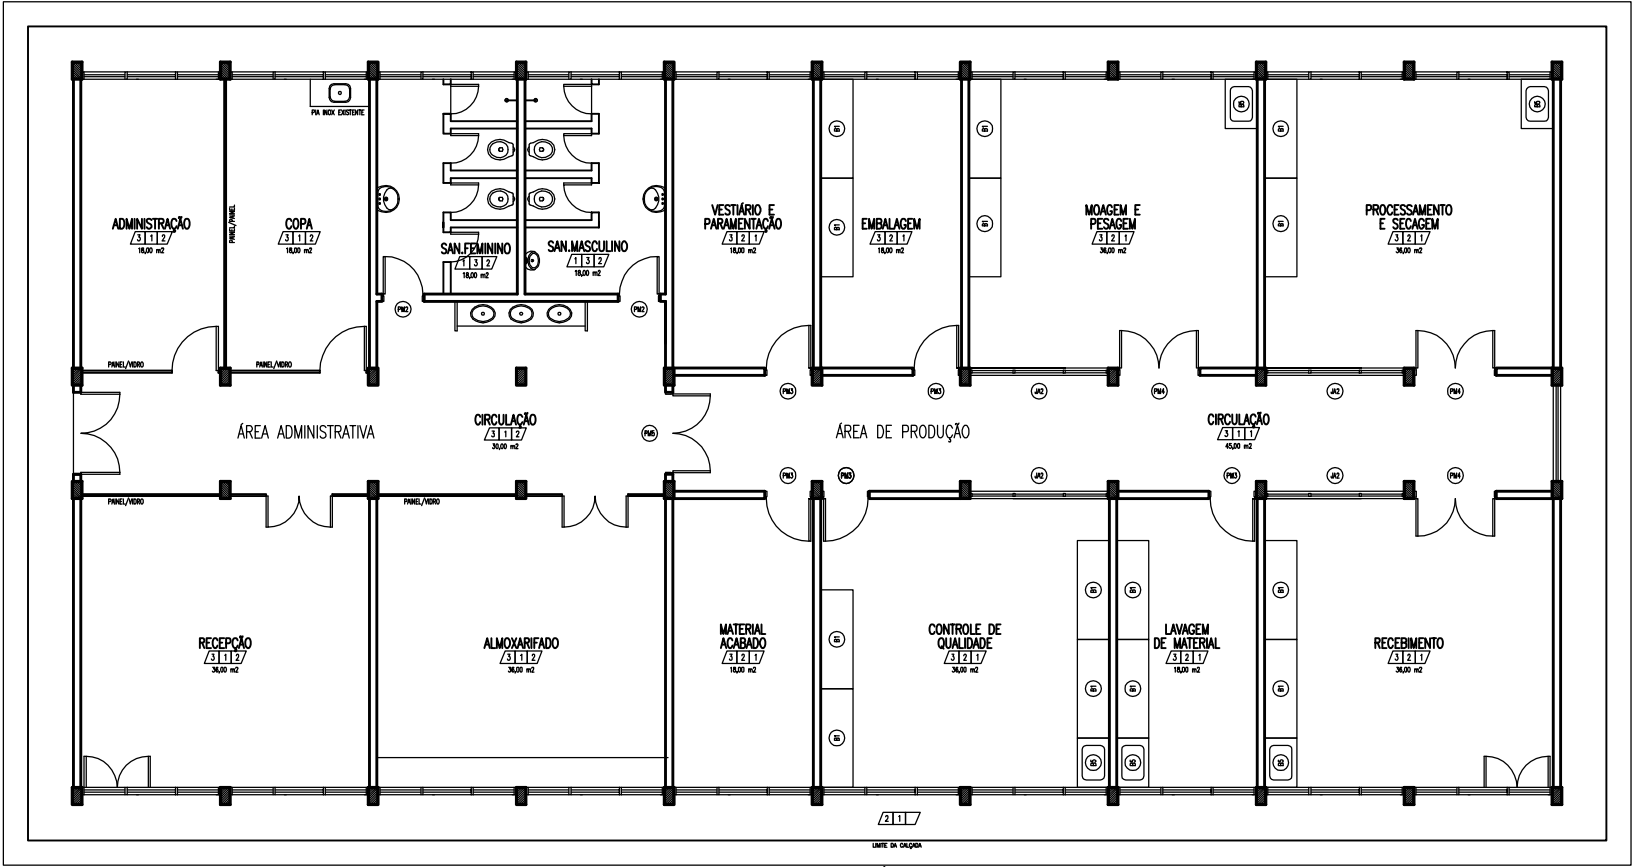 PIA INOX EXISTENTE
ADMINISTRAÇÃO
3 1 2
18,00 m2
PAINEL/PAINEL
COPA
3 1 2
18,00 m2
SAN.FEMININO
1 3 2
18,00 m2
SAN.MASCULINO
1 3 2
18,00 m2
VESTIÁRIO E
PARAMENTAÇÃO
3 2 1
18,00 m2
EMBALAGEM
3 2 1
18,00 m2
MOAGEM E
PESAGEM
3 2 1
36,00 m2
PROCESSAMENTO
E SECAGEM
3 2 1
36,00 m2
PM2
PM2
PAINEL/VIDRO
PAINEL/VIDRO
PM3
PM3
JA2
PM4
JA2
PM4
ÁREA ADMINISTRATIVA
CIRCULAÇÃO
3 1 2
30,00 m2
PM5
ÁREA DE PRODUÇÃO
CIRCULAÇÃO
3 1 1
45,00 m2
PM3
PM3
JA2
PM3
JA2
PM4
PAINEL/VIDRO
PAINEL/VIDRO
RECEPÇÃO
3 1 2
36,00 m2
ALMOXARIFADO
3 1 2
36,00 m2
MATERIAL
ACABADO
3 2 1
18,00 m2
CONTROLE DE
QUALIDADE
3 2 1
36,00 m2
LAVAGEM
DE MATERIAL
3 2 1
18,00 m2
RECEBIMENTO
3 2 1
36,00 m2
2 1
LIMITE DA CALÇADA